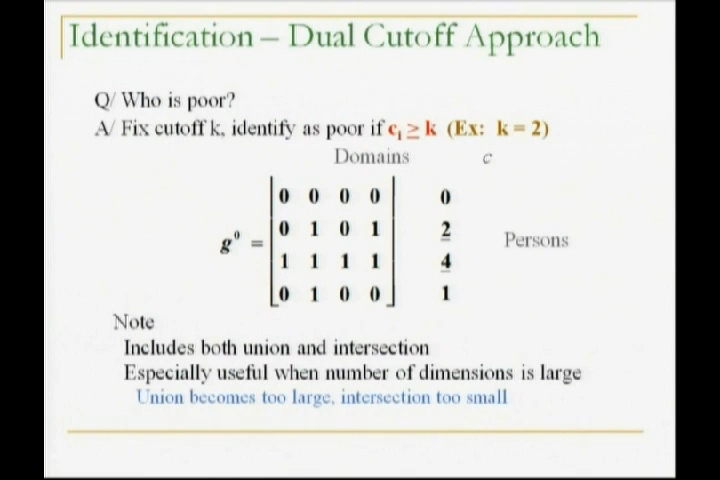 Identification – Dual Cutoff Approach
Q/ Who is poor?
A/ Fix cutoff k, identify as poor if cᵢ ≥ k (Ex: k = 2)
Domains c
0 0 0 0 0
0 1 0 1 2
g⁰ = Persons
1 1 1 1 4
0 1 0 0 1
Note
Includes both union and intersection
Especially useful when number of dimensions is large
Union becomes too large, intersection too small